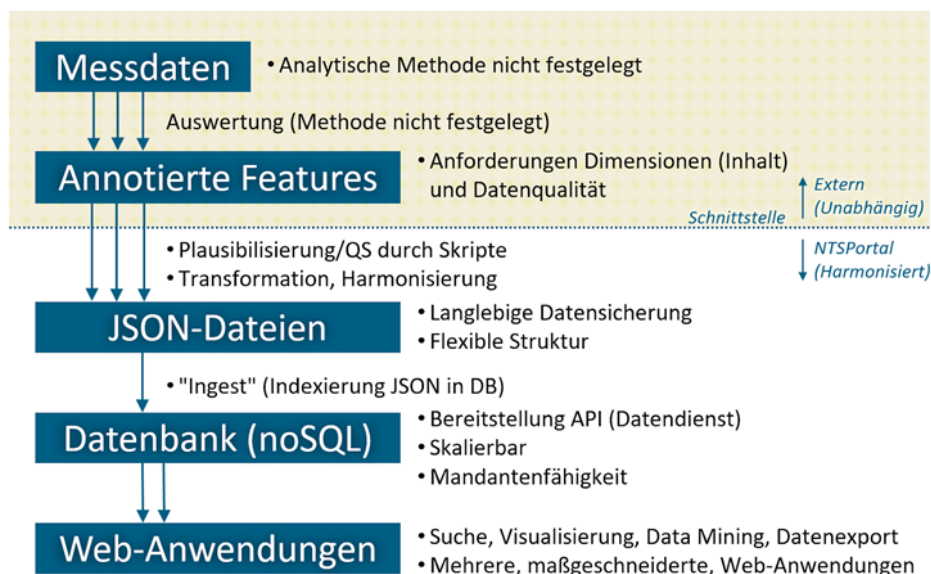 Messdaten
• Analytische Methode nicht festgelegt
Auswertung (Methode nicht festgelegt)
Annotierte Features
• Anforderungen Dimensionen (Inhalt)
und Datenqualität
Schnittstelle
Extern
(Unabhängig)
NTSPortal
(Harmonisiert)
• Plausibilisierung/QS durch Skripte
• Transformation, Harmonisierung
JSON-Dateien
• Langlebige Datensicherung
• Flexible Struktur
• "Ingest" (Indexierung JSON in DB)
Datenbank (noSQL)
• Bereitstellung API (Datendienst)
• Skalierbar
• Mandantenfähigkeit
Web-Anwendungen
• Suche, Visualisierung, Data Mining, Datenexport
• Mehrere, maßgeschneiderte, Web-Anwendungen